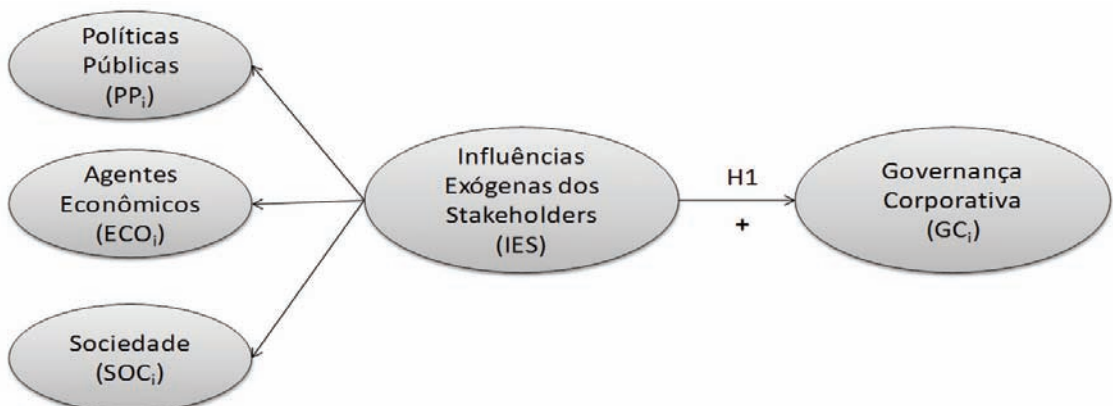 Políticas
Públicas
(PPi)
Agentes
Econômicos
(ECOi)
Sociedade
(SOCi)
Influências
Exógenas dos
Stakeholders
(IES)
H1
+
Governança
Corporativa
(GCi)